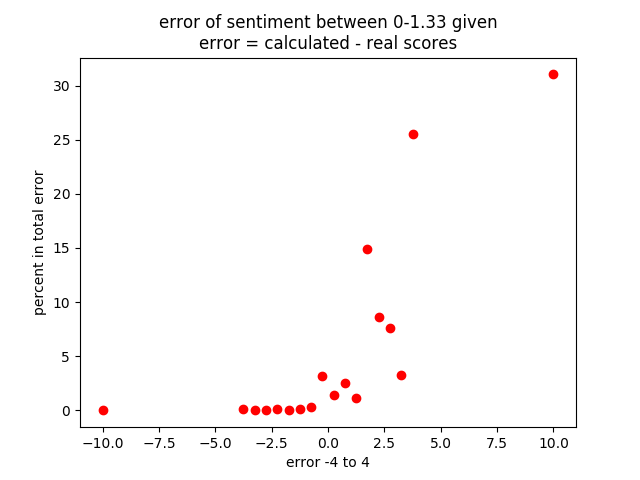 error of sentiment between 0-1.33 given
error = calculated - real scores
percent in total error
30
25
20
15
10
5
0
−10.0 −7.5 −5.0 −2.5 0.0 2.5 5.0 7.5 10.0
error -4 to 4